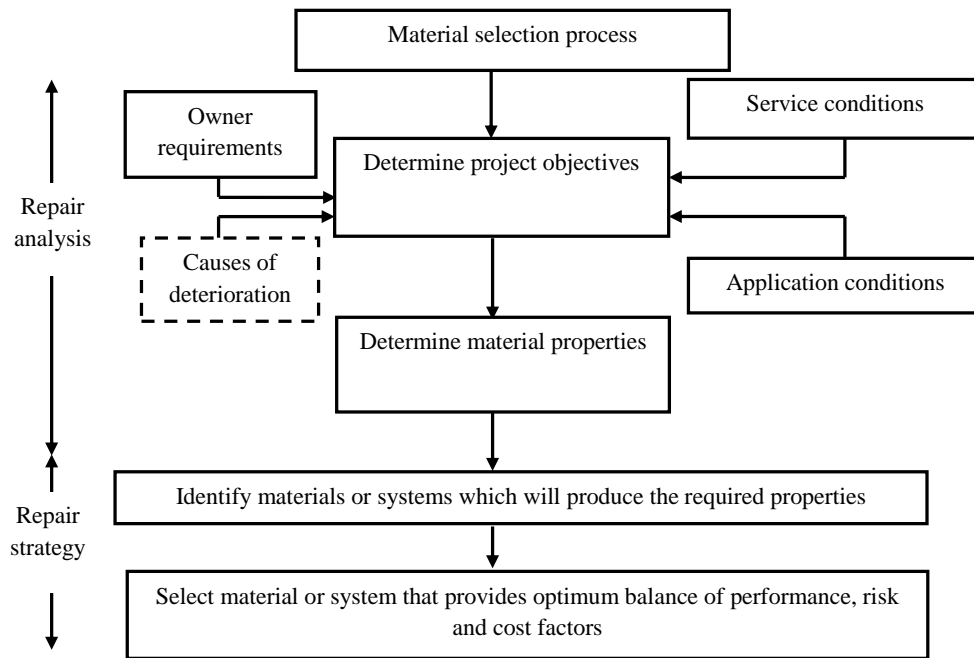 Material selection process
Owner
requirements
Service conditions
Determine project objectives
Repair
analysis
Causes of
deterioration
Application conditions
Determine material properties
Identify materials or systems which will produce the required properties
Repair
strategy
Select material or system that provides optimum balance of performance, risk
and cost factors